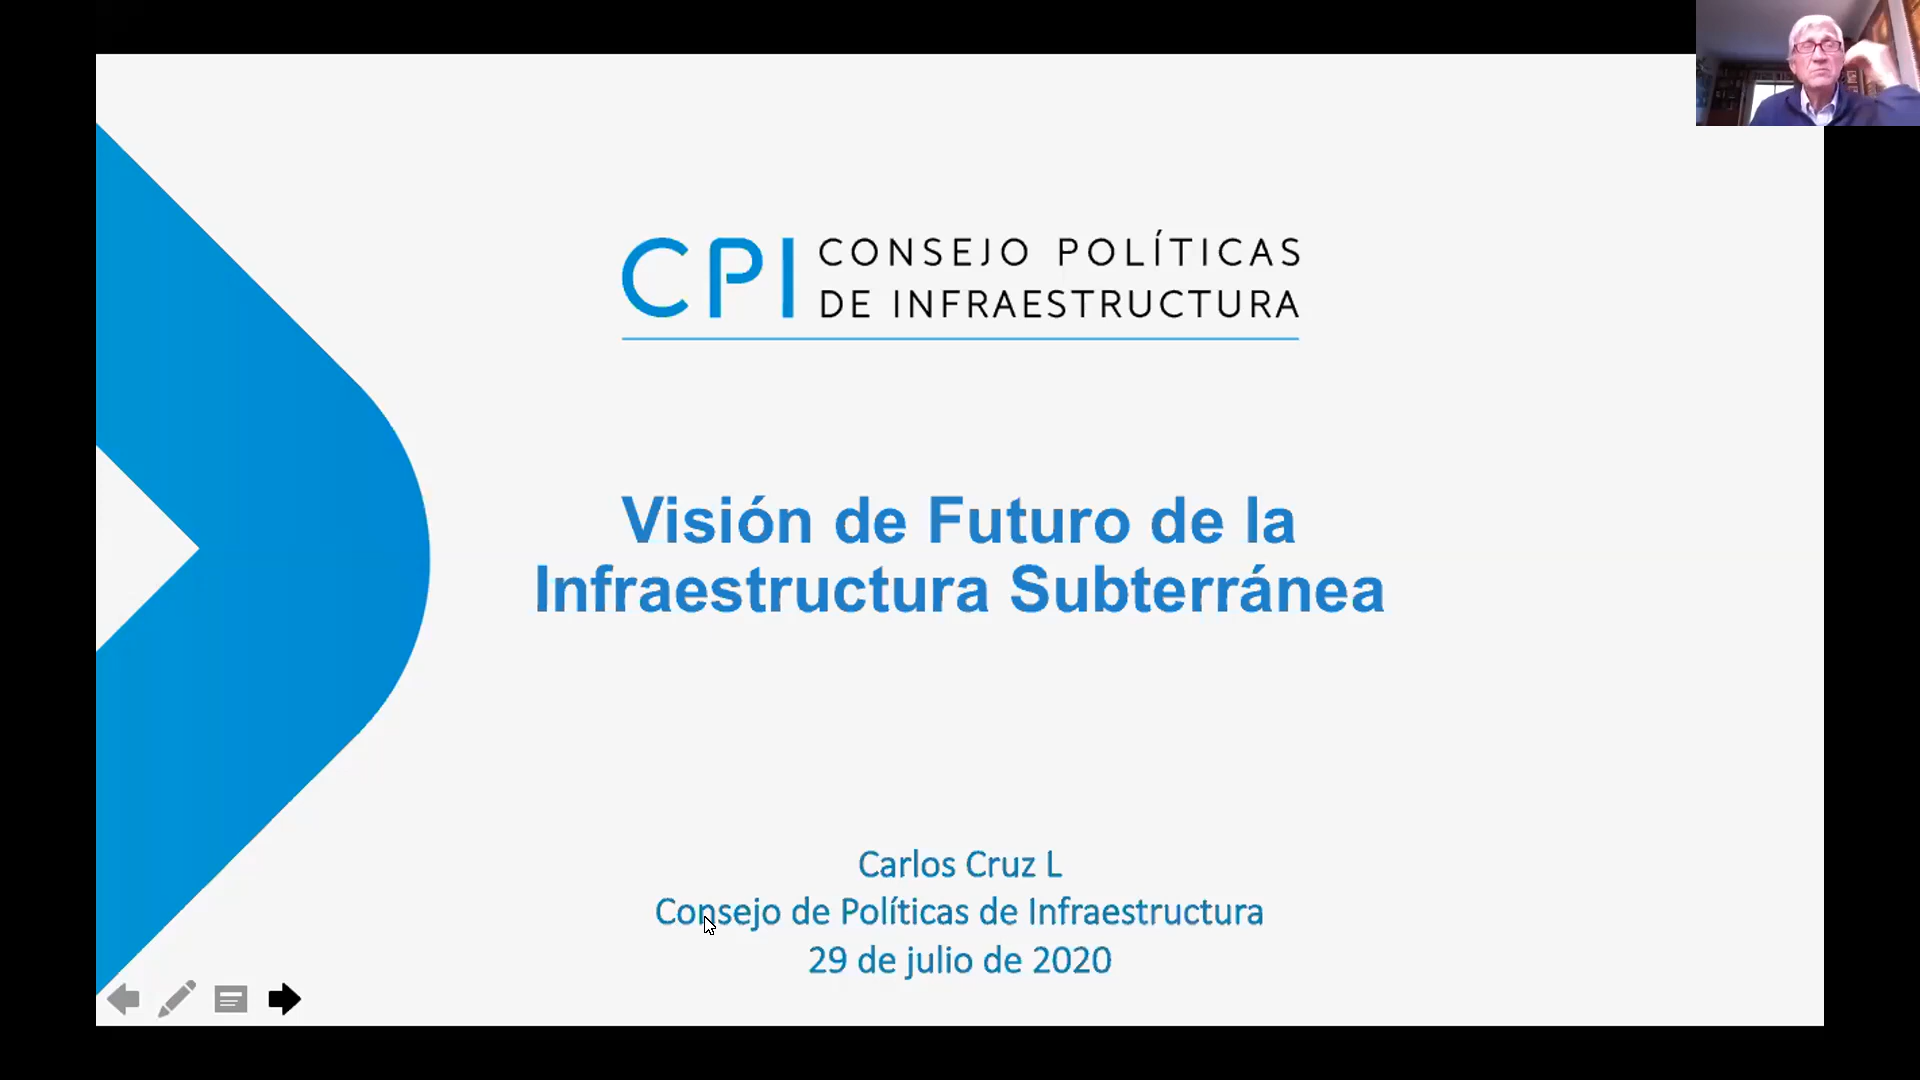 CPI CONSEJO POLÍTICAS
DE INFRAESTRUCTURA
Visión de Futuro de la
Infraestructura Subterránea
Carlos Cruz L
Consejo de Políticas de Infraestructura
29 de julio de 2020